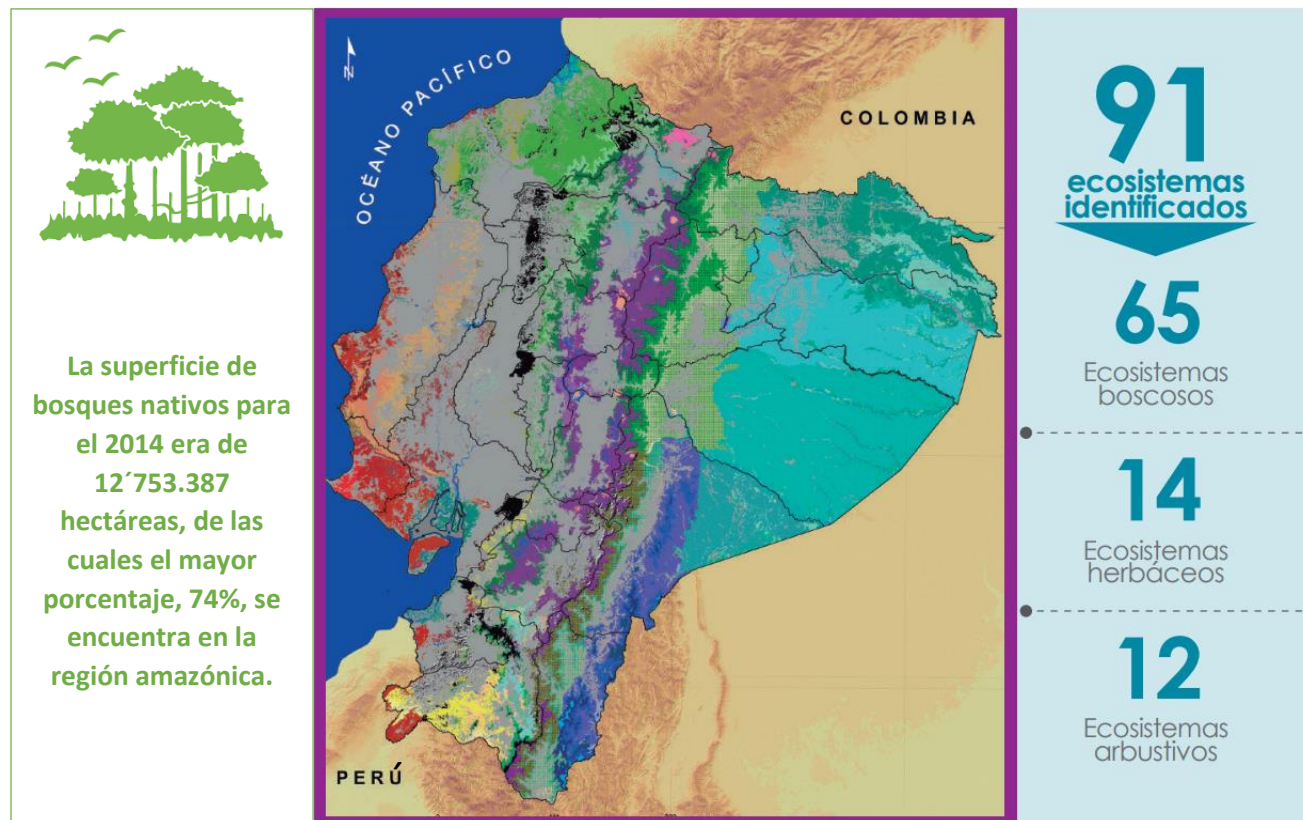 La superficie de
bosques nativos para
el 2014 era de
12´753.387
hectáreas, de las
cuales el mayor
porcentaje, 74%, se
encuentra en la
región amazónica.
N
OCÉANO PACÍFICO
COLOMBIA
PERÚ
91
ecosistemas
identificados
65
Ecosistemas
boscosos
14
Ecosistemas
herbáceos
12
Ecosistemas
arbustivos